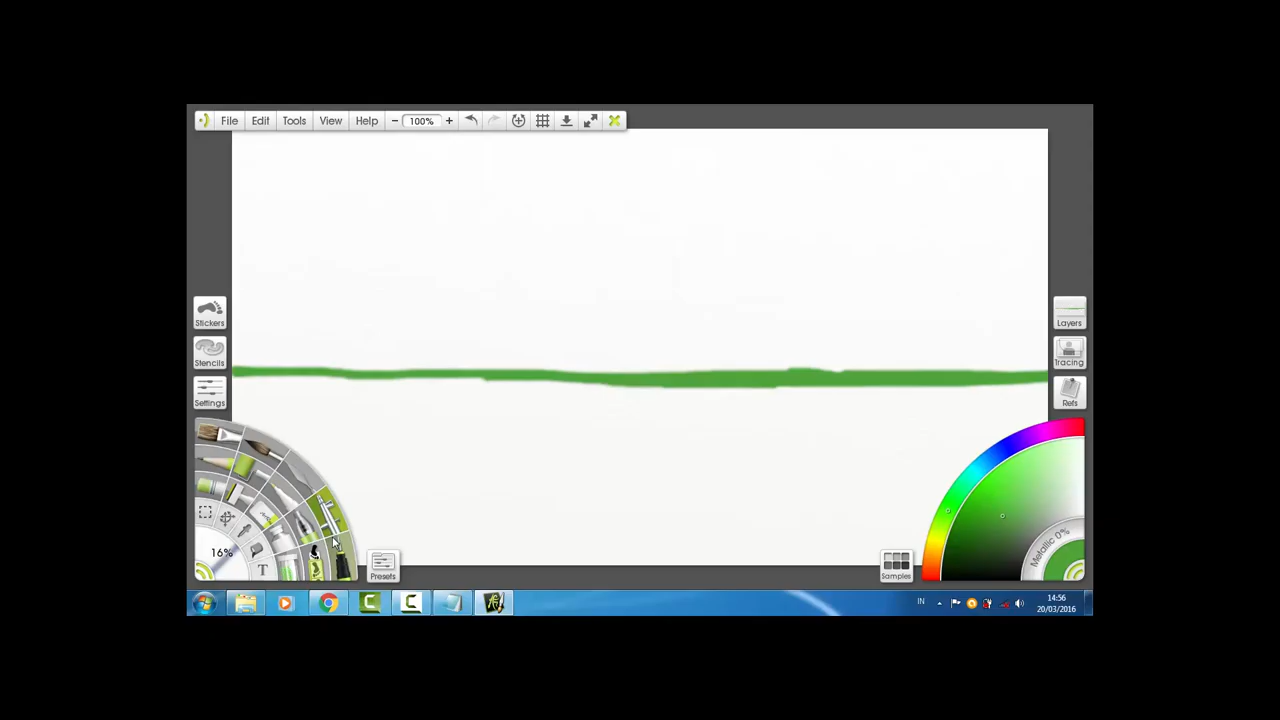 File Edit Tools View Help − 100% +
Stickers
Layers
Stencils
Tracing
Settings
Refs
T
16%
Metallic 0%
Presets
Samples
IN
14:56
20/03/2016